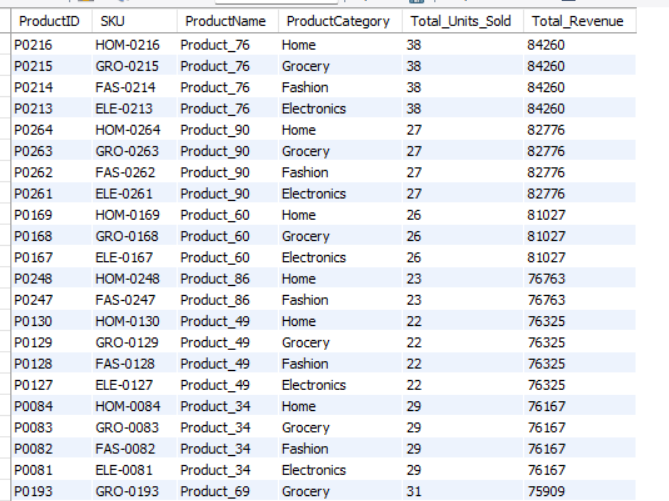 ProductID SKU ProductName ProductCategory Total_Units_Sold Total_Revenue
P0216 HOM-0216 Product_76 Home 38 84260
P0215 GRO-0215 Product_76 Grocery 38 84260
P0214 FAS-0214 Product_76 Fashion 38 84260
P0213 ELE-0213 Product_76 Electronics 38 84260
P0264 HOM-0264 Product_90 Home 27 82776
P0263 GRO-0263 Product_90 Grocery 27 82776
P0262 FAS-0262 Product_90 Fashion 27 82776
P0261 ELE-0261 Product_90 Electronics 27 82776
P0169 HOM-0169 Product_60 Home 26 81027
P0168 GRO-0168 Product_60 Grocery 26 81027
P0167 ELE-0167 Product_60 Electronics 26 81027
P0248 HOM-0248 Product_86 Home 23 76763
P0247 FAS-0247 Product_86 Fashion 23 76763
P0130 HOM-0130 Product_49 Home 22 76325
P0129 GRO-0129 Product_49 Grocery 22 76325
P0128 FAS-0128 Product_49 Fashion 22 76325
P0127 ELE-0127 Product_49 Electronics 22 76325
P0084 HOM-0084 Product_34 Home 29 76167
P0083 GRO-0083 Product_34 Grocery 29 76167
P0082 FAS-0082 Product_34 Fashion 29 76167
P0081 ELE-0081 Product_34 Electronics 29 76167
P0193 GRO-0193 Product_69 Grocery 31 75909